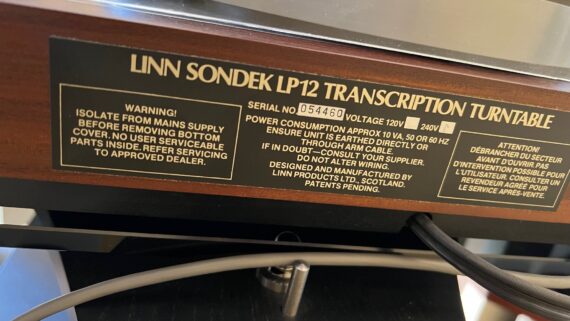 LINN SONDEK LP12 TRANSCRIPTION TURNTABLE
WARNING!
ISOLATE FROM MAINS SUPPLY
BEFORE REMOVING BOTTOM
COVER. NO USER SERVICEABLE
PARTS INSIDE. REFER SERVICING
TO APPROVED DEALER.
SERIAL NO 054460 VOLTAGE 120V 240V
POWER CONSUMPTION APPROX 10 VA, 50 OR 60 HZ
ENSURE UNIT IS EARTHED DIRECTLY OR
THROUGH ARM CABLE.
IF IN DOUBT—CONSULT YOUR SUPPLIER.
DO NOT ALTER WIRING.
DESIGNED AND MANUFACTURED BY
LINN PRODUCTS LTD., SCOTLAND.
PATENTS PENDING.
ATTENTION!
DÉBRANCHER DU SECTEUR
AVANT D'OUVRIR. PAS
D'INTERVENTION POSSIBLE POUR
L'UTILISATEUR. CONSULTER UN
REVENDEUR AGRÉÉ POUR
LE SERVICE APRÈS-VENTE.